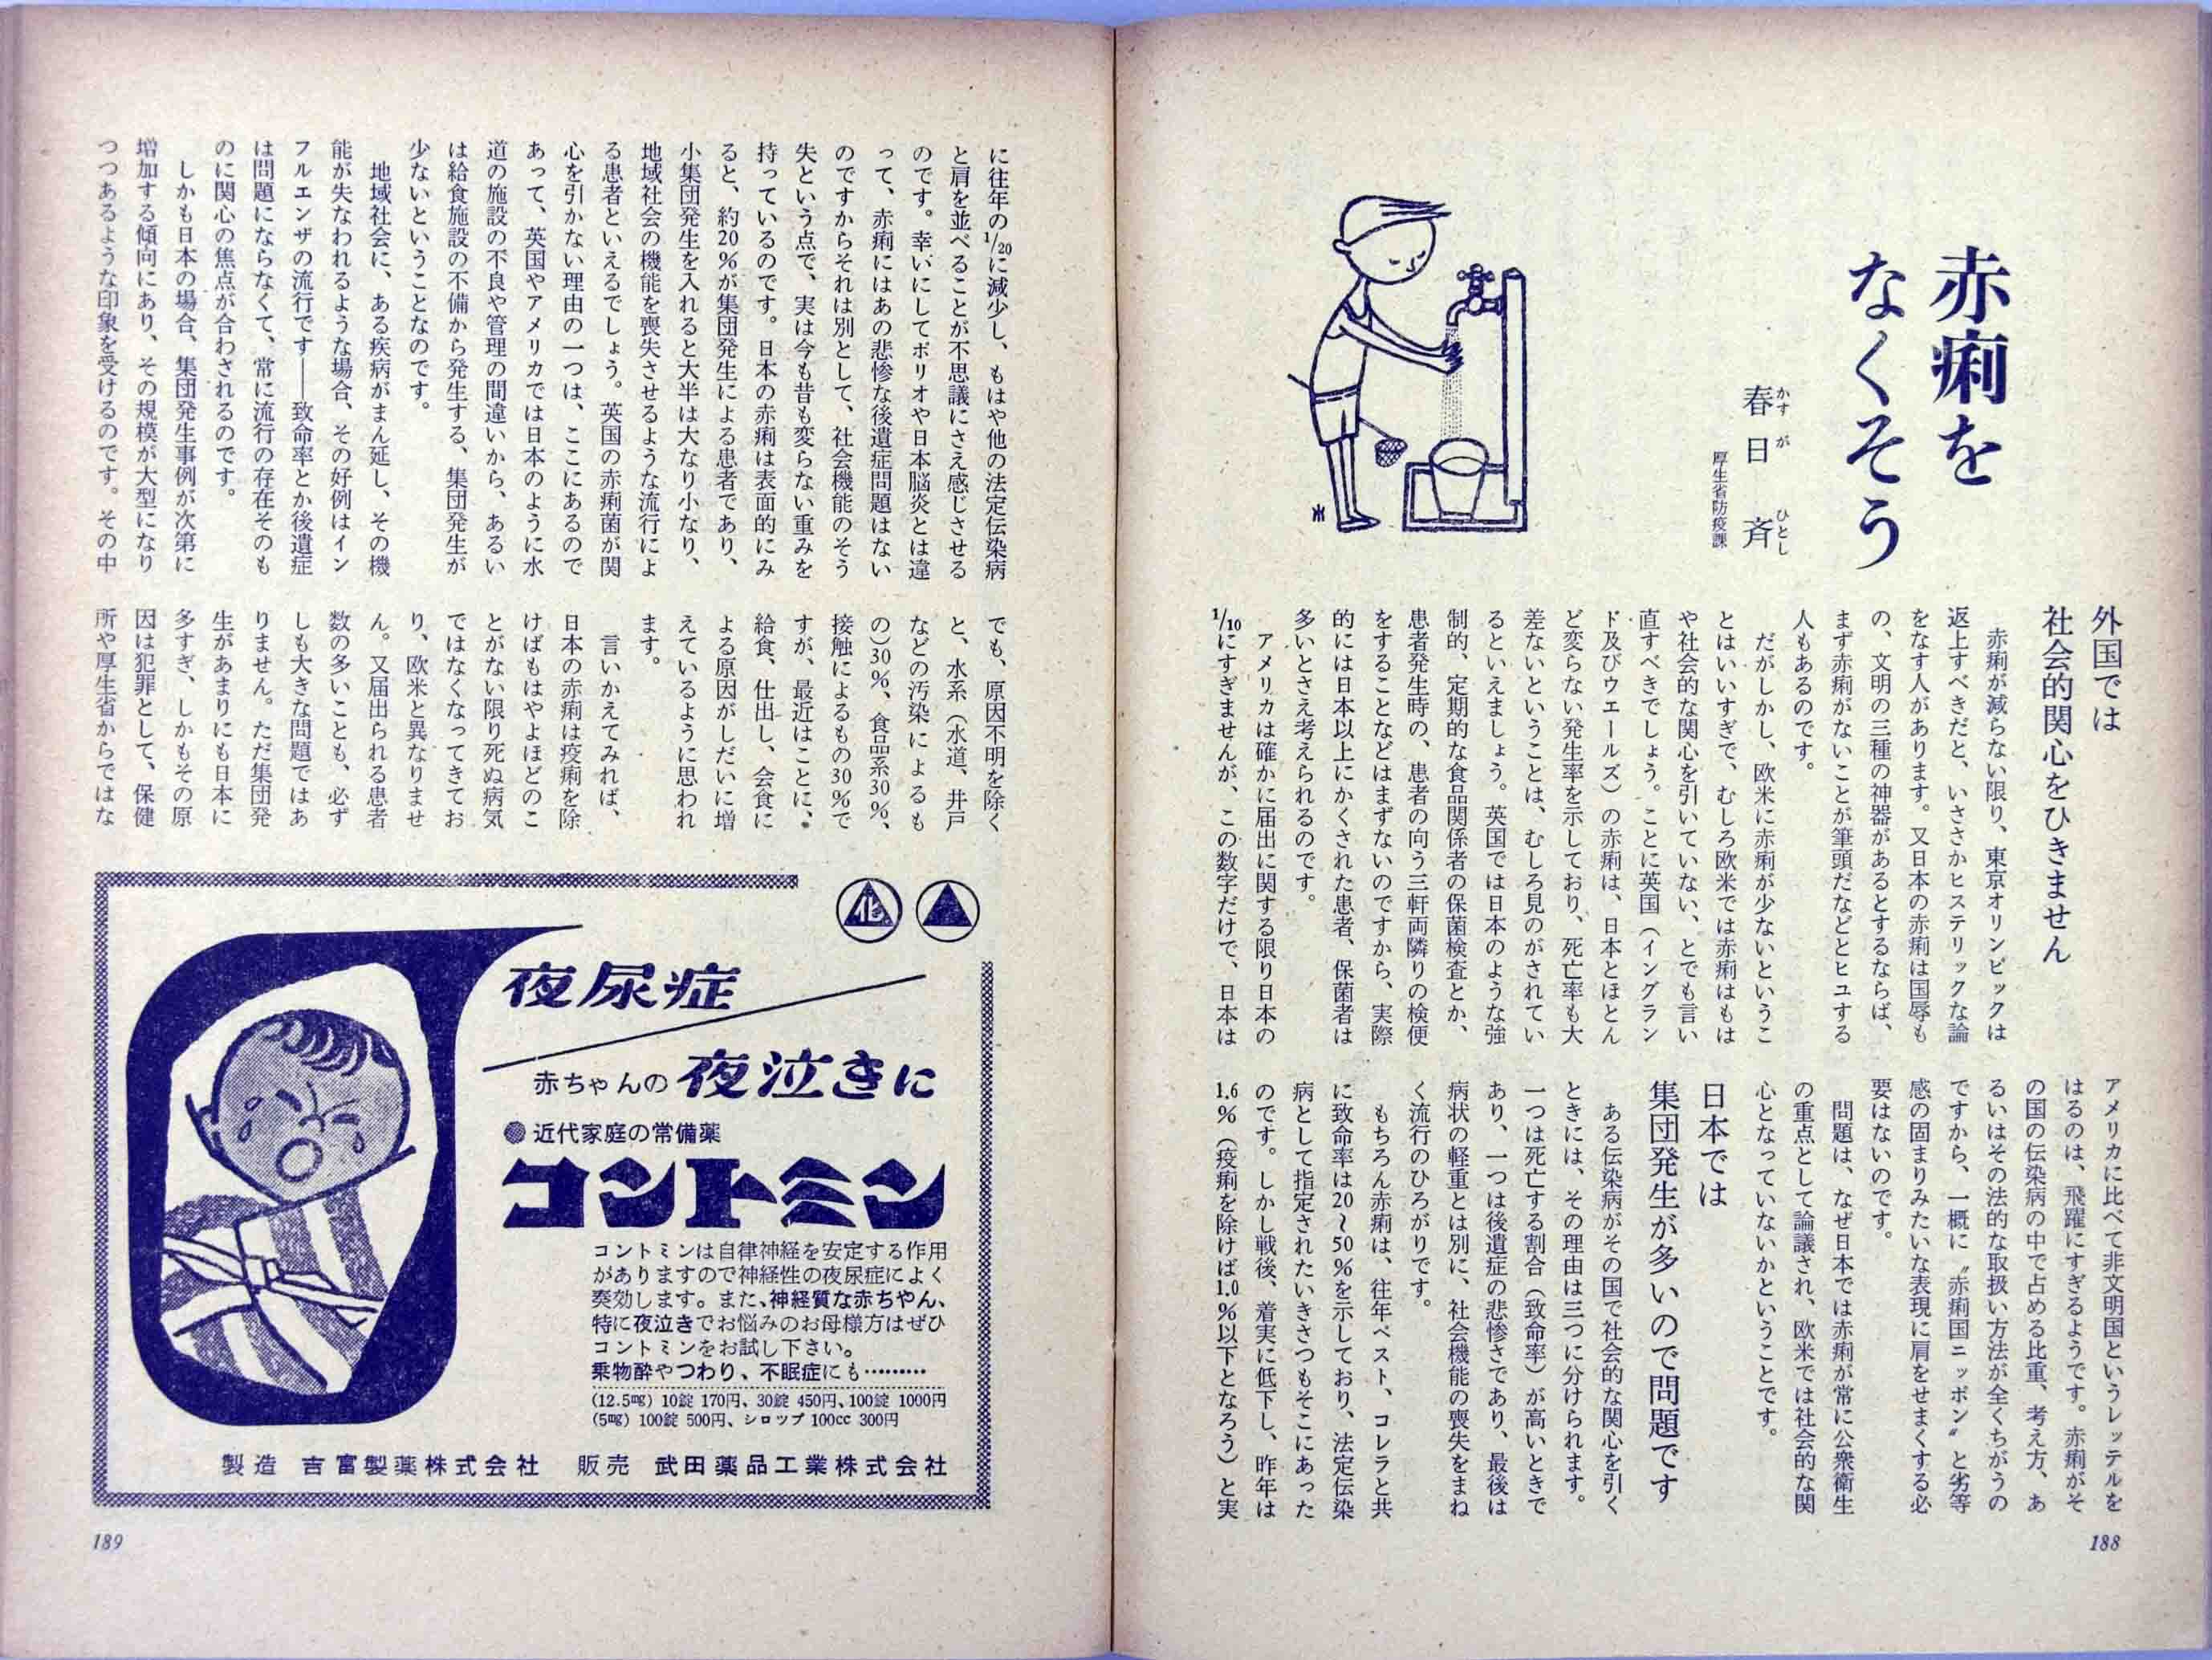 赤痢を
なくそう
春日　斉
かすが　ひとし
厚生省防疫課
外国では
社会的関心をひきません
　赤痢が減らない限り、東京オリンピックは
返上すべきだと、いささかヒステリックな論
をなす人があります。又日本の赤痢は国辱も
の、文明の三種の神器があるとするならば、
まず赤痢がないことが筆頭だなどとヒユする
人もあるのです。
　だがしかし、欧米に赤痢が少ないというこ
とはいいすぎで、むしろ欧米では赤痢はもは
や社会的な関心を引いていない、とでも言い
直すべきでしょう。ことに英国（イングラン
ド及びウエールズ）の赤痢は、日本とほとん
ど変らない発生率を示しており、死亡率も大
差ないということは、むしろ見のがされてい
るといえましょう。英国では日本のような強
制的、定期的な食品関係者の保菌検査とか、
患者発生時の、患者の向う三軒両隣りの検便
をすることなどはまずないのですから、実際
的には日本以上にかくされた患者、保菌者は
多いとさえ考えられるのです。
　アメリカは確かに届出に関する限り日本の
1/10にすぎませんが、この数字だけで、日本は
アメリカに比べて非文明国というレッテルを
はるのは、飛躍にすぎるようです。赤痢がそ
の国の伝染病の中で占める比重、考え方、あ
るいはその法的な取扱い方法が全くちがうの
ですから、一概に〝赤痢国ニッポン〟と劣等
感の固まりみたいな表現に肩をせまくする必
要はないのです。
　問題は、なぜ日本では赤痢が常に公衆衛生
の重点として論議され、欧米では社会的な関
心となっていないかということです。
日本では
集団発生が多いので問題です
　ある伝染病がその国で社会的な関心を引く
ときには、その理由は三つに分けられます。
一つは死亡する割合（致命率）が高いときで
あり、一つは後遺症の悲惨さであり、最後は
病状の軽重とは別に、社会機能の喪失をまね
く流行のひろがりです。
　もちろん赤痢は、往年ペスト、コレラと共
に致命率は20〜50％を示しており、法定伝染
病として指定されたいきさつもそこにあった
のです。しかし戦後、着実に低下し、昨年は
1.6％（疫痢を除けば1.0％以下となろう）と実
188
に往年の1/20に減少し、もはや他の法定伝染病
と肩を並べることが不思議にさえ感じさせる
のです。幸いにしてポリオや日本脳炎とは違
って、赤痢にはあの悲惨な後遺症問題はない
のですからそれは別として、社会機能のそう
失という点で、実は今も昔も変らない重みを
持っているのです。日本の赤痢は表面的にみ
ると、約20％が集団発生による患者であり、
小集団発生を入れると大半は大なり小なり、
地域社会の機能を喪失させるような流行によ
る患者といえるでしょう。英国の赤痢菌が関
心を引かない理由の一つは、ここにあるので
あって、英国やアメリカでは日本のように水
道の施設の不良や管理の間違いから、あるい
は給食施設の不備から発生する、集団発生が
少ないということなのです。
　地域社会に、ある疾病がまん延し、その機
能が失なわれるような場合、その好例はイン
フルエンザの流行です――致命率とか後遺症
は問題にならなくて、常に流行の存在そのも
のに関心の焦点が合わされるのです。
　しかも日本の場合、集団発生事例が次第に
増加する傾向にあり、その規模が大型になり
つつあるような印象を受けるのです。その中
でも、原因不明を除く
と、水系（水道、井戸
などの汚染によるも
の）30％、食品系30％、
接触によるもの30％で
すが、最近はことに、
給食、仕出し、会食に
よる原因がしだいに増
えているように思われ
ます。
　言いかえてみれば、
日本の赤痢は疫痢を除
けばもはやよほどのこ
とがない限り死ぬ病気
ではなくなってきてお
り、欧米と異なりませ
ん。又届出られる患者
数の多いことも、必ず
しも大きな問題ではあ
りません。ただ集団発
生があまりにも日本に
多すぎ、しかもその原
因は犯罪として、保健
所や厚生省からではな
化
夜尿症
赤ちゃんの夜泣きに
●近代家庭の常備薬
コントミン
コントミンは自律神経を安定する作用
がありますので神経性の夜尿症によく
奏効します。また、神経質な赤ちやん、
特に夜泣きでお悩みのお母様方はぜひ
コントミンをお試し下さい。
乗物酔やつわり、不眠症にも………
(12.5mg) 10錠 170円、30錠 450円、100錠 1000円
(5mg) 100錠 500円、シロップ 100cc 300円
製造　吉富製薬株式会社　販売　武田薬品工業株式会社
189